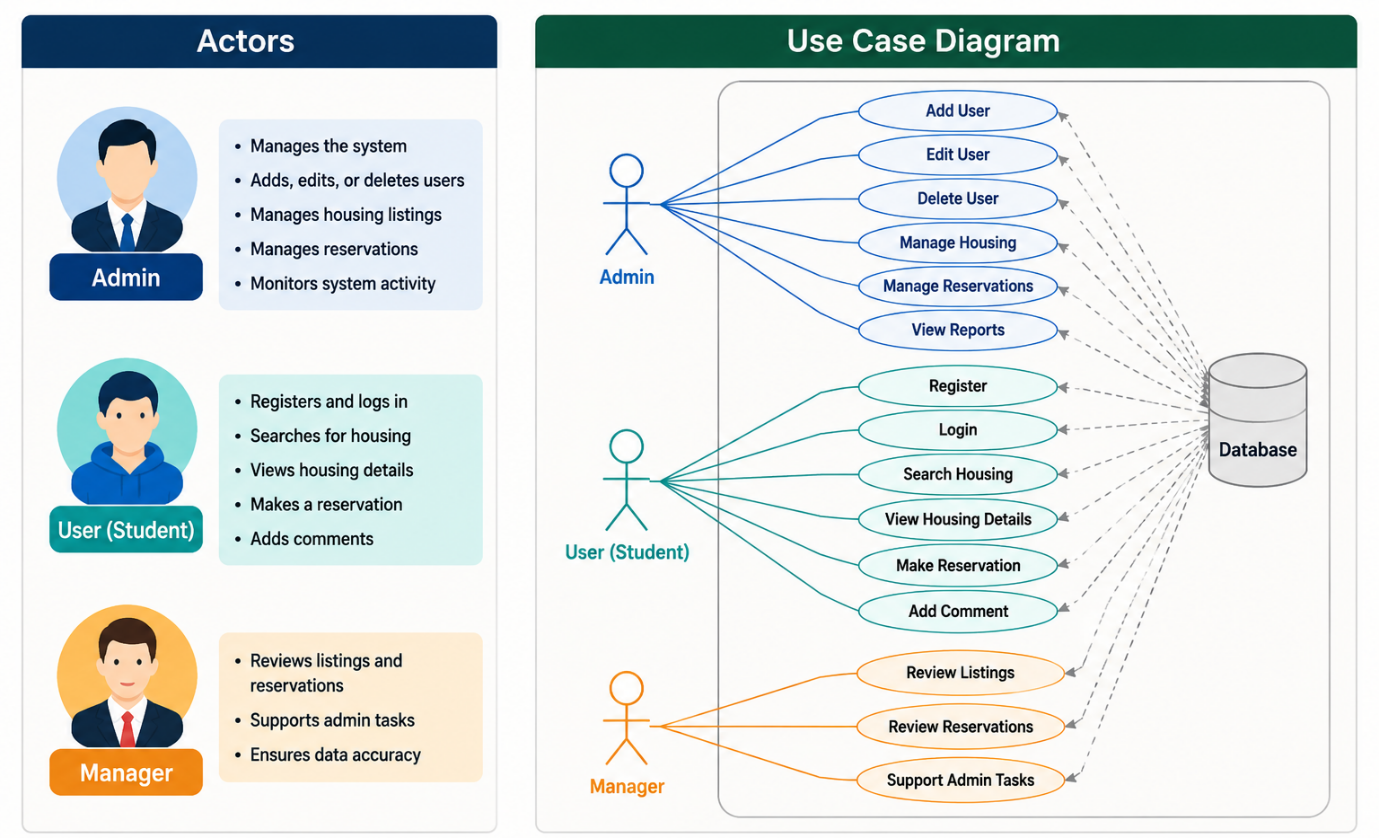 Actors
Admin
• Manages the system
• Adds, edits, or deletes users
• Manages housing listings
• Manages reservations
• Monitors system activity
User (Student)
• Registers and logs in
• Searches for housing
• Views housing details
• Makes a reservation
• Adds comments
Manager
• Reviews listings and
reservations
• Supports admin tasks
• Ensures data accuracy
Use Case Diagram
Admin
Add User
Edit User
Delete User
Manage Housing
Manage Reservations
View Reports
User (Student)
Register
Login
Search Housing
View Housing Details
Make Reservation
Add Comment
Manager
Review Listings
Review Reservations
Support Admin Tasks
Database